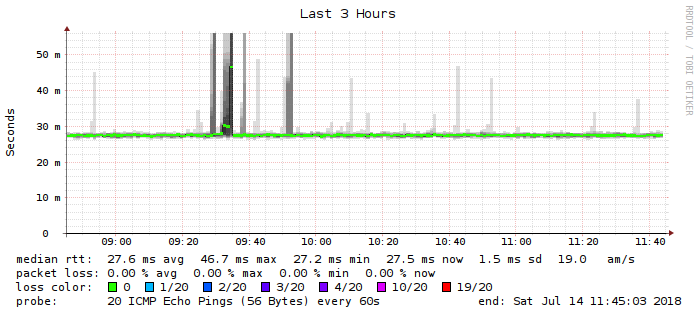 Last 3 Hours
RRDTOOL / TOBI OETIKER
Seconds
50 m
40 m
30 m
20 m
10 m
0
09:00 09:20 09:40 10:00 10:20 10:40 11:00 11:20 11:40
median rtt: 27.6 ms avg 46.7 ms max 27.2 ms min 27.5 ms now 1.5 ms sd 19.0 am/s
packet loss: 0.00 % avg 0.00 % max 0.00 % min 0.00 % now
loss color: 0 1/20 2/20 3/20 4/20 10/20 19/20
probe: 20 ICMP Echo Pings (56 Bytes) every 60s end: Sat Jul 14 11:45:03 2018